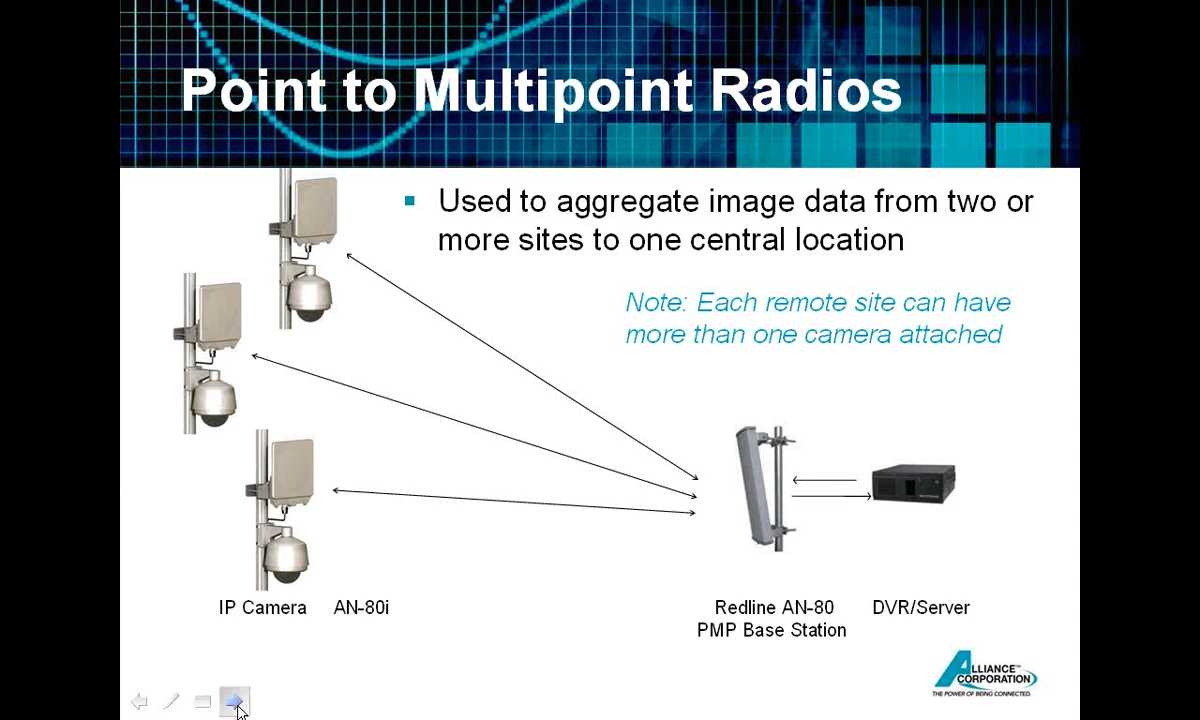 Point to Multipoint Radios
Used to aggregate image data from two or
more sites to one central location
Note: Each remote site can have
more than one camera attached
IP Camera AN-80i
Redline AN-80 DVR/Server
PMP Base Station
ALLIANCE™
CORPORATION
THE POWER OF BEING CONNECTED.